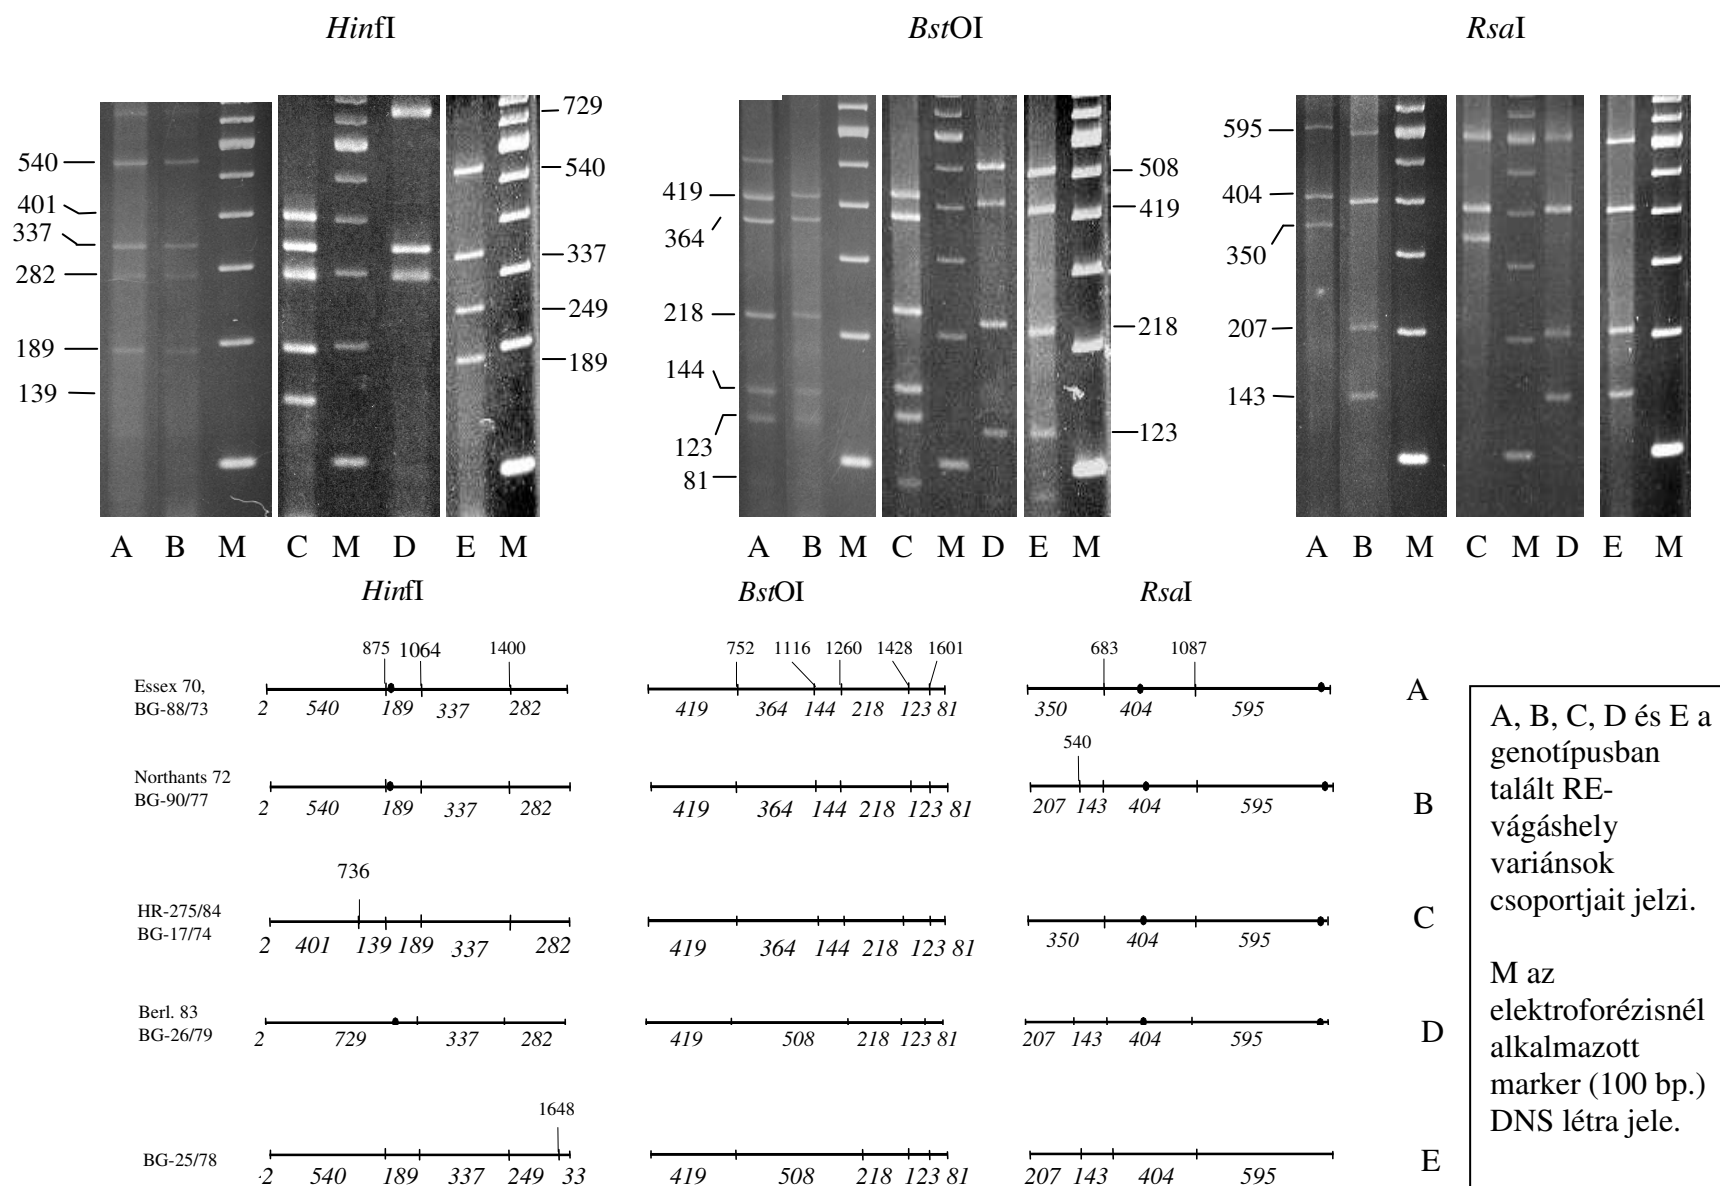 HinfI
BstOI
RsaI
540
401
337
282
189
139
729
540
337
249
189
419
364
218
144
123
81
508
419
218
123
595
404
350
207
143
A B M C M D E M
A B M C M D E M
A B M C M D E M
HinfI
BstOI
RsaI
875 1064 1400
752 1116 1260 1428 1601
683 1087
Essex 70,
BG-88/73
2 540 189 337 282
419 364 144 218 123 81
350 404 595
A
540
Northants 72
BG-90/77
2 540 189 337 282
419 364 144 218 123 81
207 143 404 595
B
736
HR-275/84
BG-17/74
2 401 139 189 337 282
419 364 144 218 123 81
350 404 595
C
Berl. 83
BG-26/79
2 729 337 282
419 508 218 123 81
207 143 404 595
D
1648
BG-25/78
2 540 189 337 249 33
419 508 218 123 81
207 143 404 595
E
A, B, C, D és E a
genotípusban
talált RE-
vágáshely
variánsok
csoportjait jelzi.
M az
elektroforézisnél
alkalmazott
marker (100 bp.)
DNS létra jele.